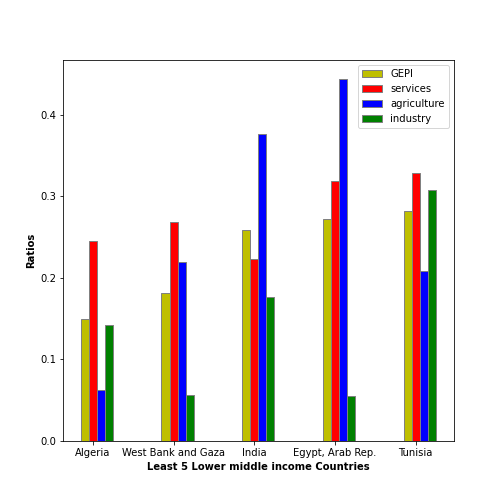 GEPI
services
agriculture
industry
0.4
0.3
0.2
0.1
0.0
Ratios
Algeria West Bank and Gaza India Egypt, Arab Rep. Tunisia
Least 5 Lower middle income Countries